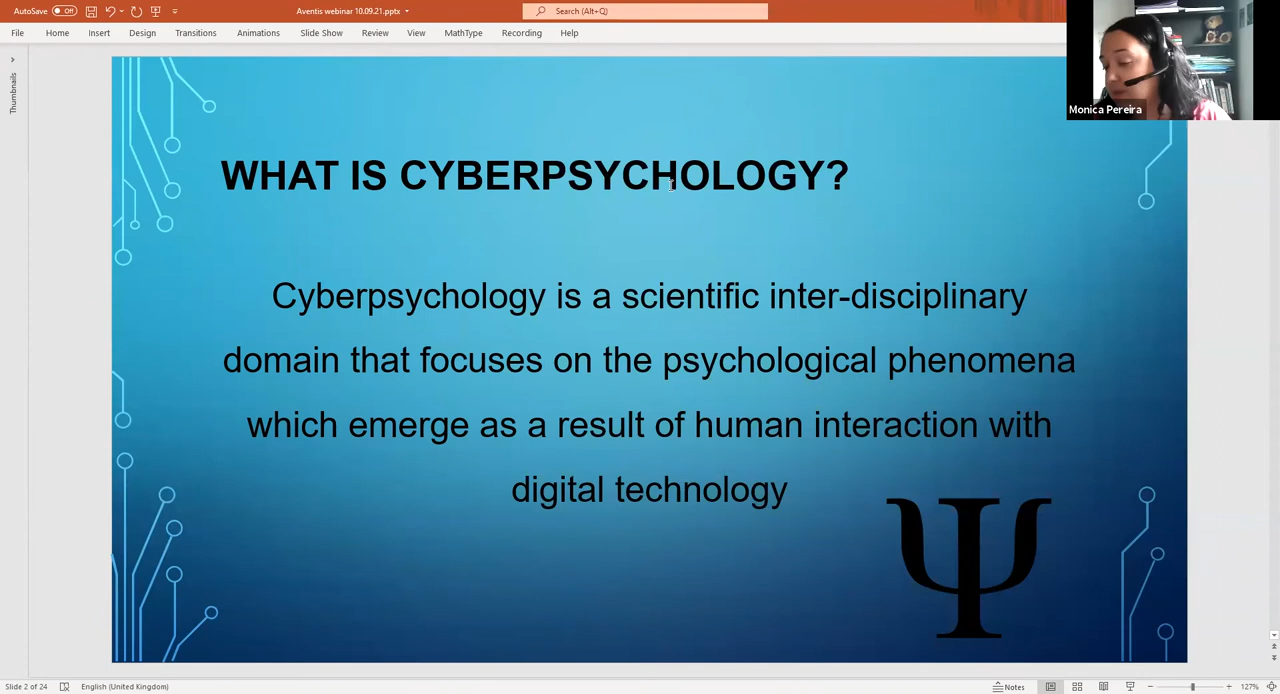 AutoSave Off
Aventis webinar 10.09.21.pptx
Search (Alt+Q)
File Home Insert Design Transitions Animations Slide Show Review View MathType Recording Help
Thumbnails
Monica Pereira
WHAT IS CYBERPSYCHOLOGY?
Cyberpsychology is a scientific inter-disciplinary
domain that focuses on the psychological phenomena
which emerge as a result of human interaction with
digital technology
Ψ
Slide 2 of 24 English (United Kingdom) Notes 127%